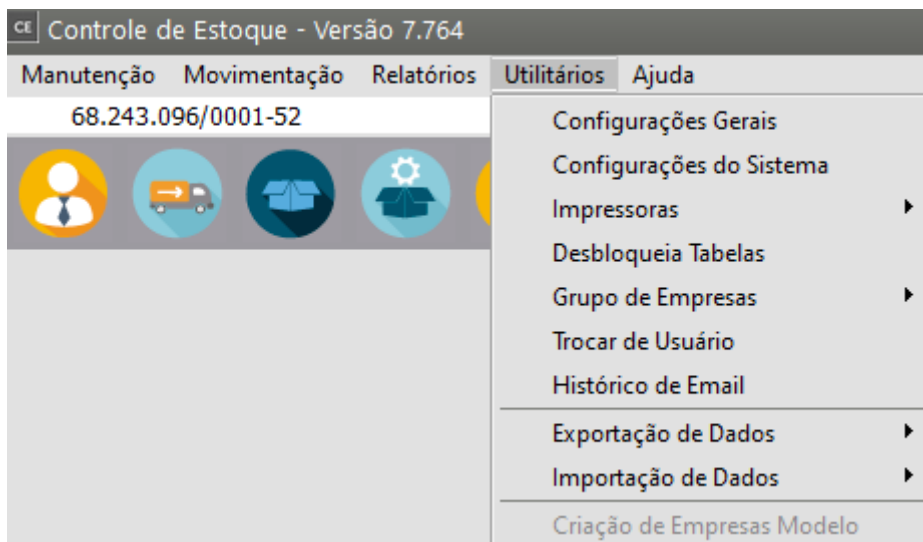 CE Controle de Estoque - Versão 7.764
Manutenção Movimentação Relatórios Utilitários Ajuda
68.243.096/0001-52
Configurações Gerais
Configurações do Sistema
Impressoras
Desbloqueia Tabelas
Grupo de Empresas
Trocar de Usuário
Histórico de Email
Exportação de Dados
Importação de Dados
Criação de Empresas Modelo